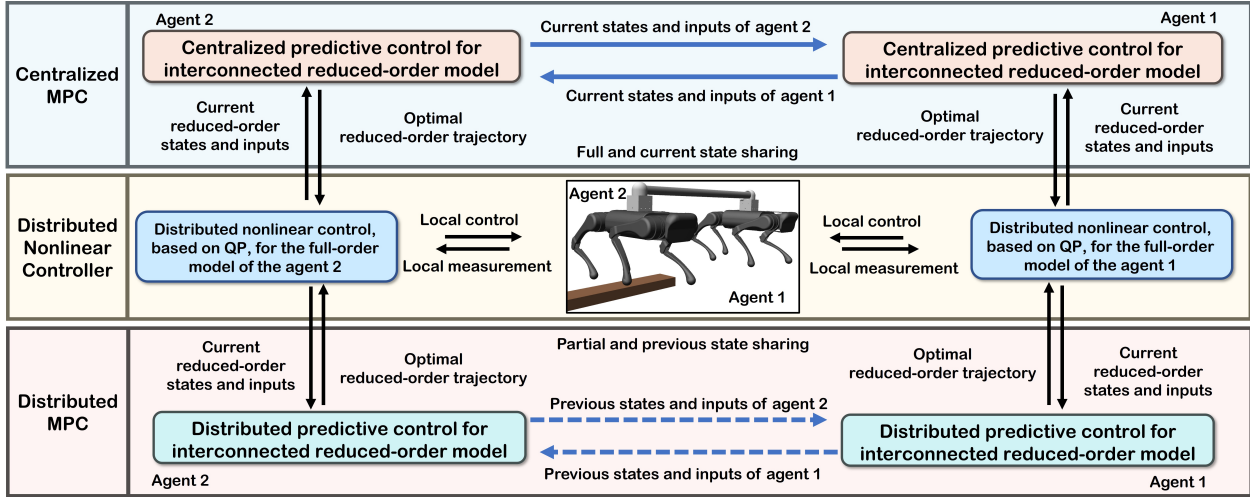 Centralized
MPC
Agent 2
Centralized predictive control for
interconnected reduced-order model
Current states and inputs of agent 2
Current states and inputs of agent 1
Agent 1
Centralized predictive control for
interconnected reduced-order model
Current
reduced-order
states and inputs
Optimal
reduced-order trajectory
Full and current state sharing
Optimal
reduced-order trajectory
Current
reduced-order
states and inputs
Distributed
Nonlinear
Controller
Distributed nonlinear control,
based on QP, for the full-order
model of the agent 2
Local control
Local measurement
Agent 2
Agent 1
Local control
Local measurement
Distributed nonlinear control,
based on QP, for the full-order
model of the agent 1
Distributed
MPC
Current
reduced-order
states and inputs
Optimal
reduced-order trajectory
Partial and previous state sharing
Optimal
reduced-order trajectory
Current
reduced-order
states and inputs
Distributed predictive control for
interconnected reduced-order model
Agent 2
Previous states and inputs of agent 2
Previous states and inputs of agent 1
Distributed predictive control for
interconnected reduced-order model
Agent 1